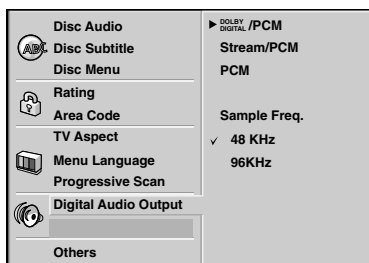 Disc Audio
Disc Subtitle
Disc Menu
Rating
Area Code
TV Aspect
Menu Language
Progressive Scan
Digital Audio Output
Others
DOLBY DIGITAL /PCM
Stream/PCM
PCM
Sample Freq.
48 KHz
96KHz
ABC